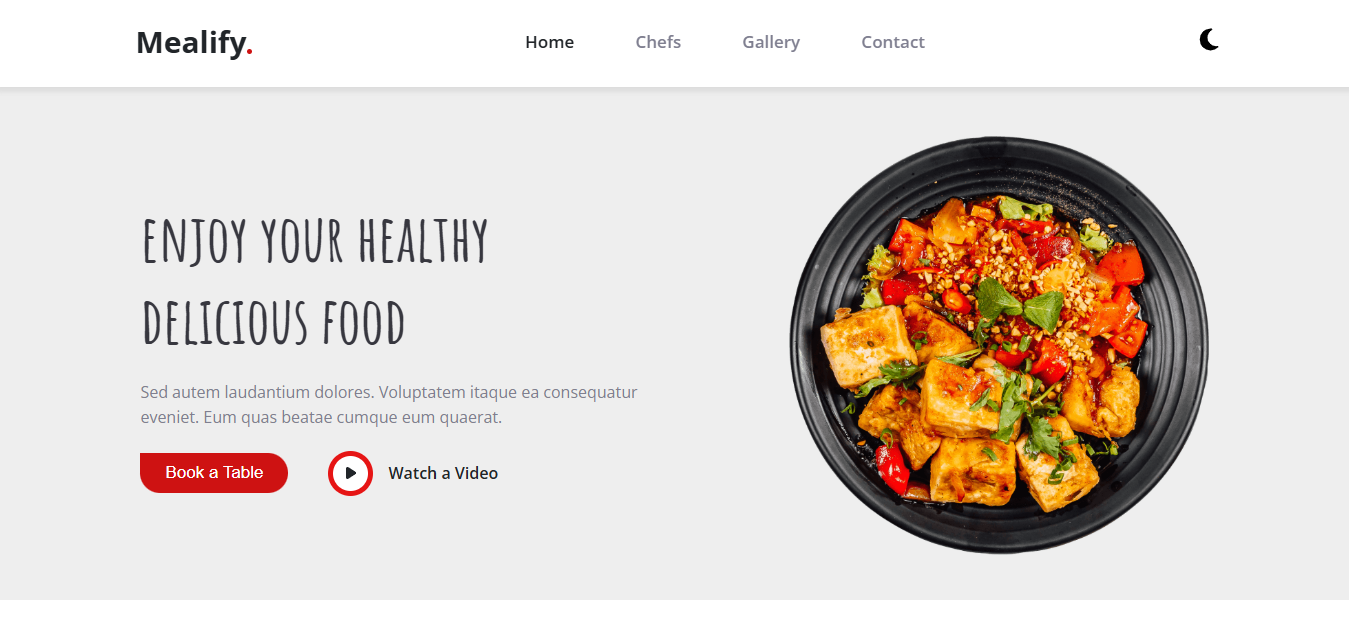 Mealify.
Home
Chefs
Gallery
Contact
ENJOY YOUR HEALTHY
DELICIOUS FOOD
Sed autem laudantium dolores. Voluptatem itaque ea consequatur
eveniet. Eum quas beatae cumque eum quaerat.
Book a Table
Watch a Video